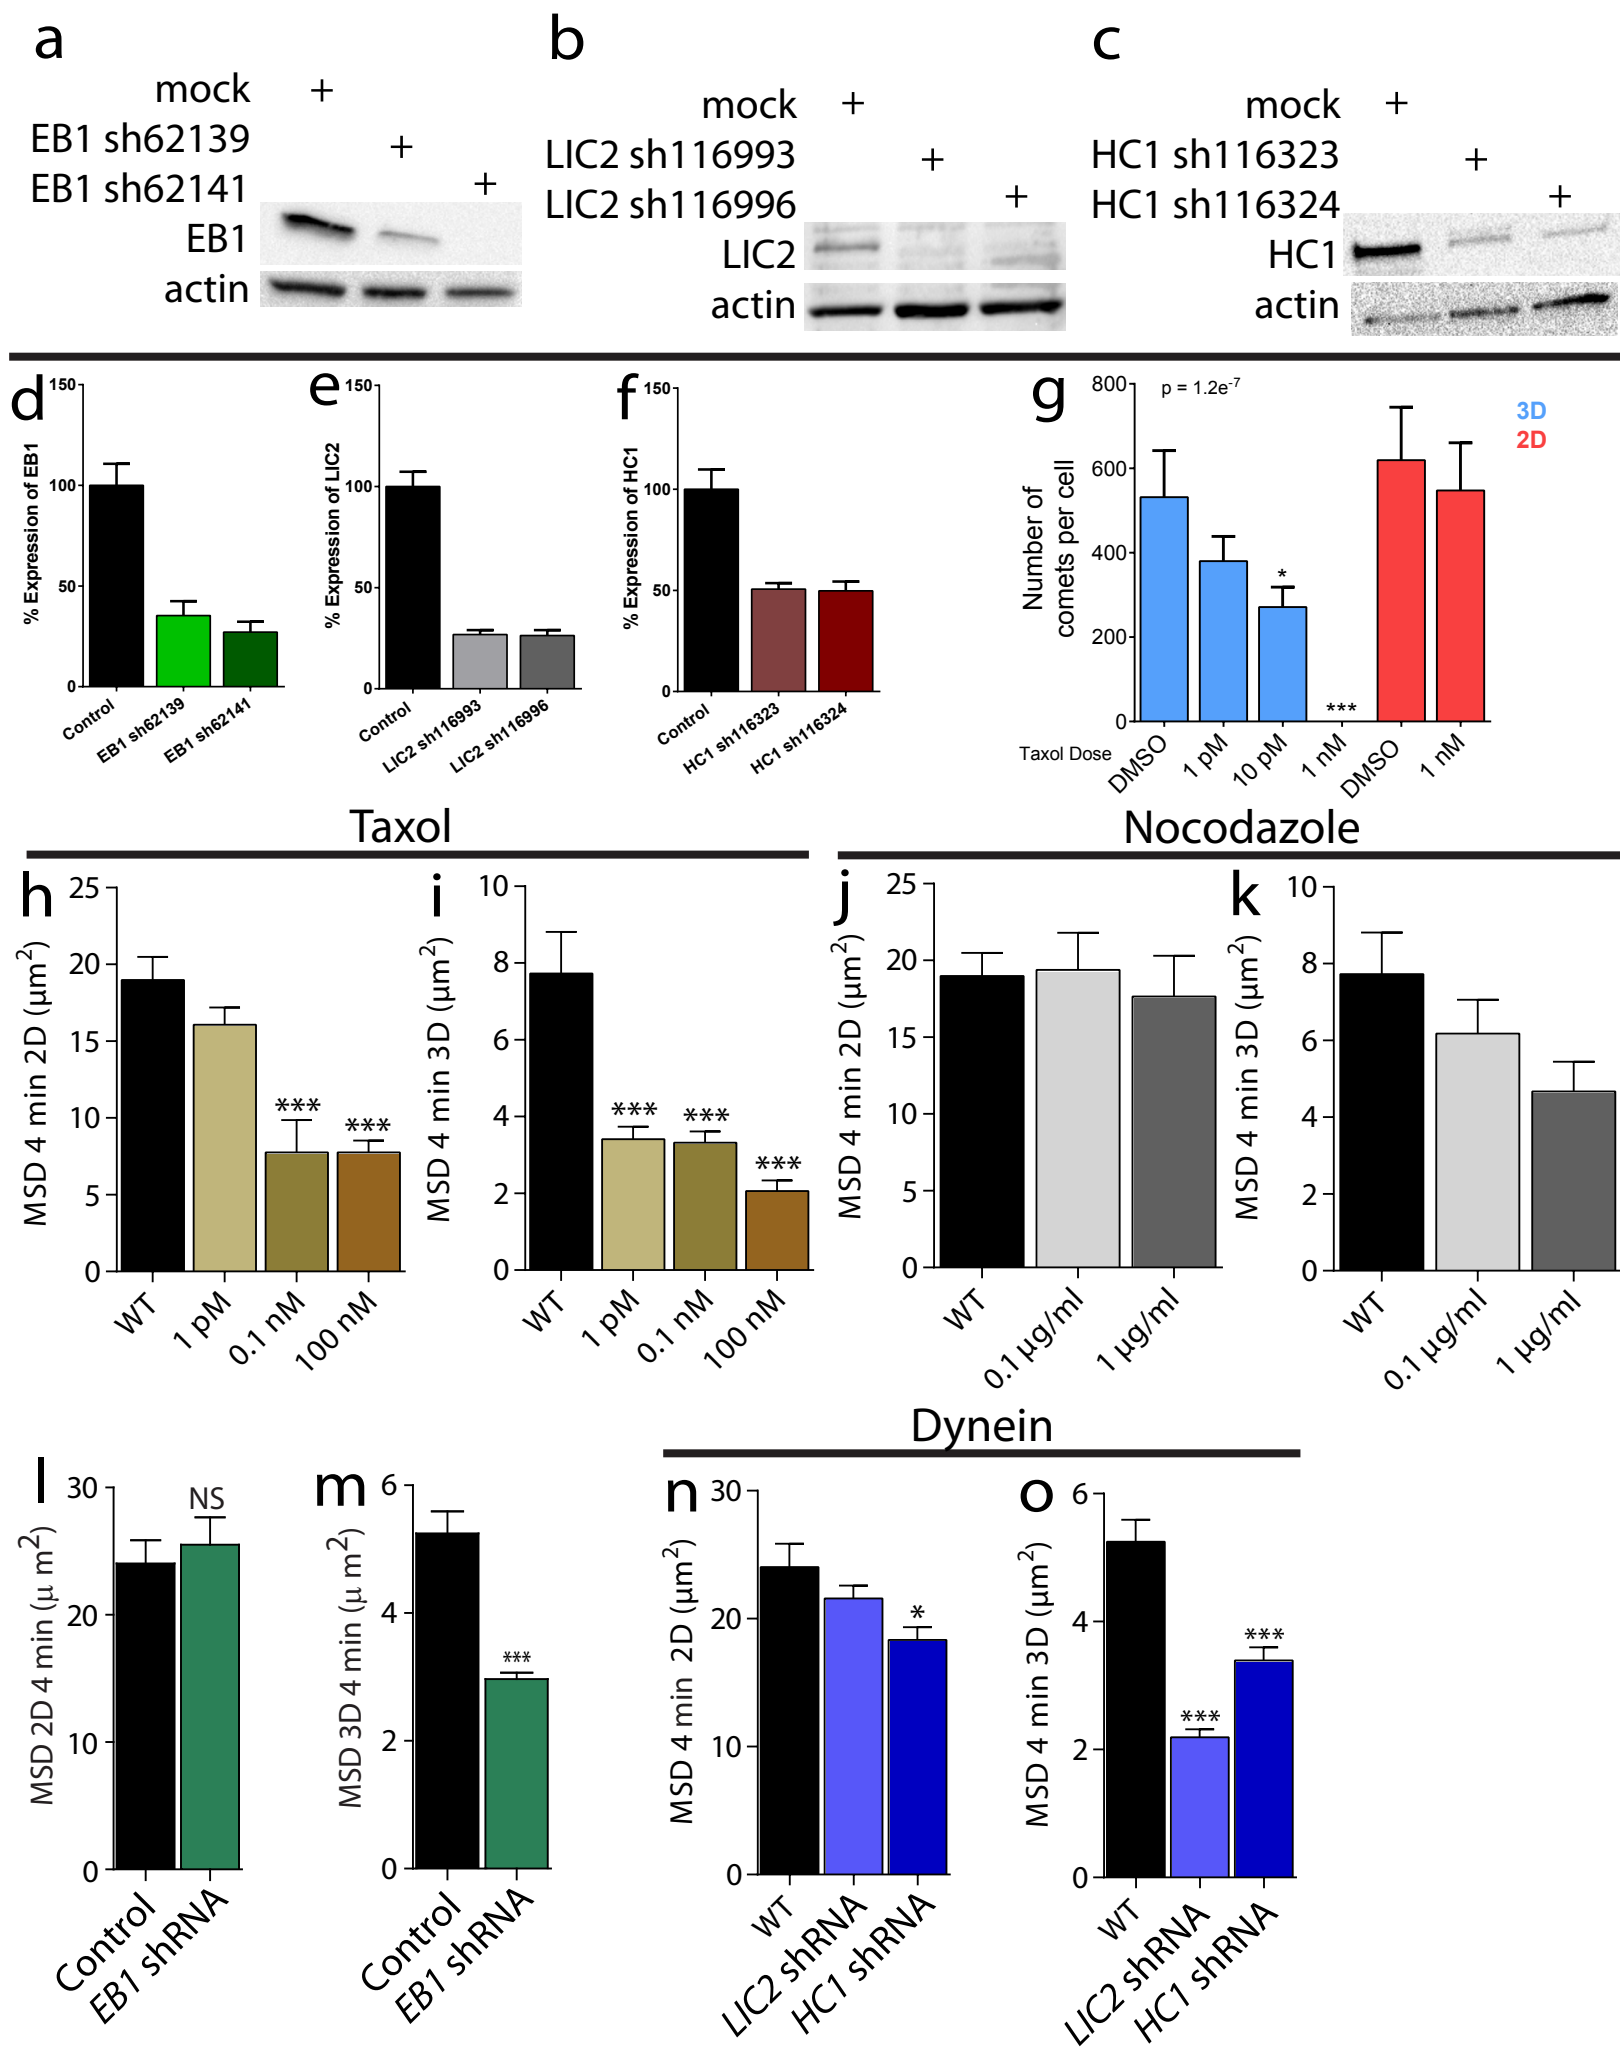 a
mock +
EB1 sh62139 +
EB1 sh62141 +
EB1
actin
b
mock +
LIC2 sh116993 +
LIC2 sh116996 +
LIC2
actin
c
mock +
HC1 sh116323 +
HC1 sh116324 +
HC1
actin
d
% Expression of EB1
150
100
50
0
Control
EB1 sh62139
EB1 sh62141
e
% Expression of LIC2
150
100
50
0
Control
LIC2 sh116993
LIC2 sh116996
f
% Expression of HC1
150
100
50
0
Control
HC1 sh116323
HC1 sh116324
g
Number of
comets per cell
800
600
400
200
0
p = 1.2e-7
3D
2D
*
***
Taxol Dose
DMSO
1 pM
10 pM
1 nM
DMSO
1 nM
Taxol
h
MSD 4 min 2D (µm2)
25
20
15
10
5
0
***
***
WT
1 pM
0.1 nM
100 nM
i
MSD 4 min 3D (µm2)
10
8
6
4
2
0
***
***
***
WT
1 pM
0.1 nM
100 nM
Nocodazole
j
MSD 4 min 2D (µm2)
25
20
15
10
5
0
WT
0.1 µg/ml
1 µg/ml
k
MSD 4 min 3D (µm2)
10
8
6
4
2
0
WT
0.1 µg/ml
1 µg/ml
l
MSD 2D 4 min (µ m2)
30
20
10
0
NS
Control
EB1 shRNA
m
MSD 3D 4 min (µ m2)
6
4
2
0
***
Control
EB1 shRNA
Dynein
n
MSD 4 min 2D (µm2)
30
20
10
0
*
WT
LIC2 shRNA
HC1 shRNA
o
MSD 4 min 3D (µm2)
6
4
2
0
***
***
WT
LIC2 shRNA
HC1 shRNA